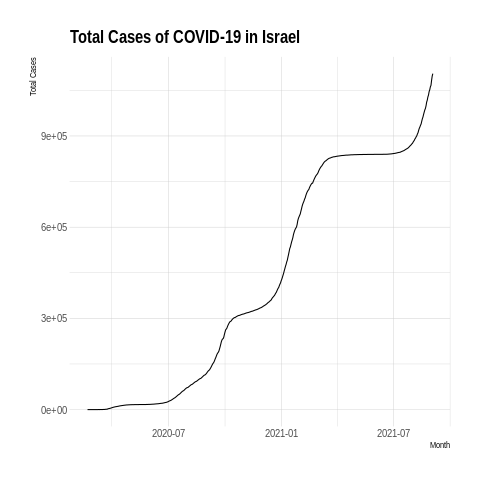 Total Cases of COVID-19 in Israel
Total Cases
9e+05
6e+05
3e+05
0e+00
2020-07 2021-01 2021-07
Month